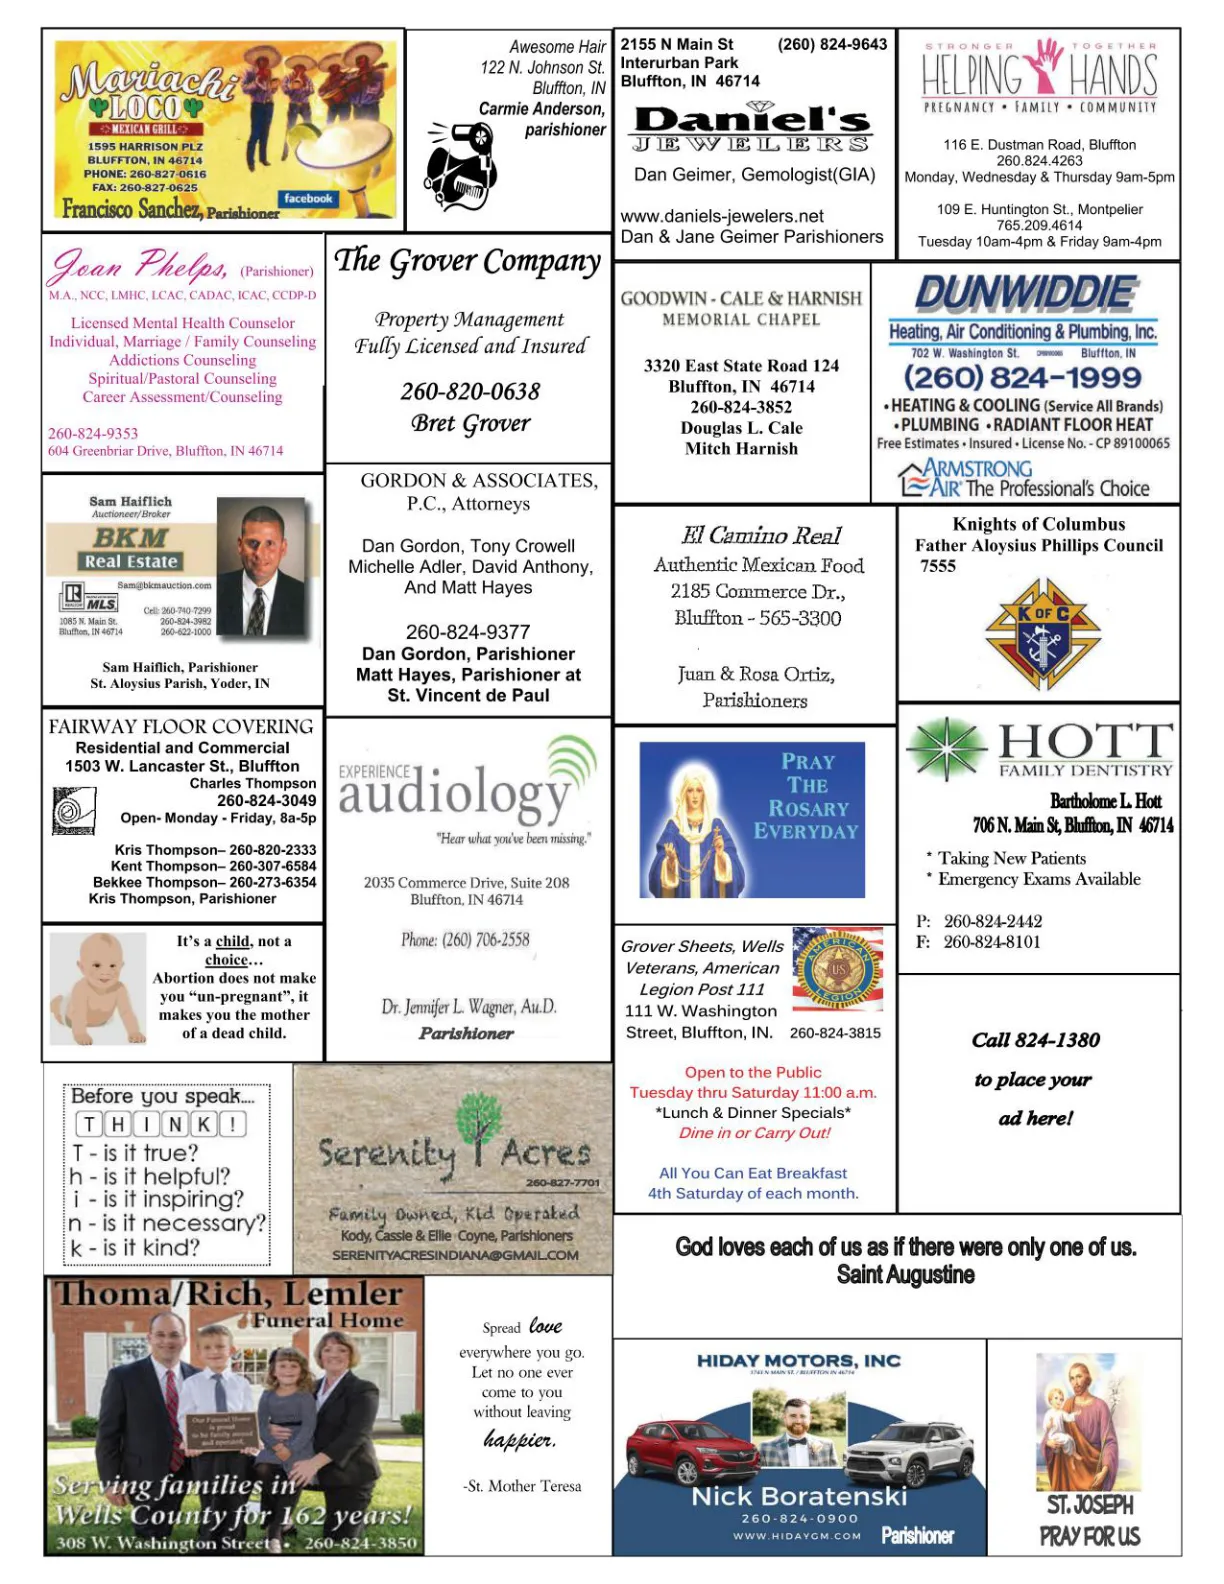 Mariachi
LOCO
MEXICAN GRILL
1595 HARRISON PLZ
BLUFFTON, IN 46714
PHONE: 260-827-0616
FAX: 260-827-0625
facebook
Francisco Sanchez, Parishioner
Awesome Hair
122 N. Johnson St.
Bluffton, IN
Carmie Anderson,
parishioner
2155 N Main St (260) 824-9643
Interurban Park
Bluffton, IN 46714
Daniel's
JEWELERS
Dan Geimer, Gemologist(GIA)
www.daniels-jewelers.net
Dan & Jane Geimer Parishioners
STRONGER TOGETHER
HELPING HANDS
PREGNANCY • FAMILY • COMMUNITY
116 E. Dustman Road, Bluffton
260.824.4263
Monday, Wednesday & Thursday 9am-5pm
109 E. Huntington St., Montpelier
765.209.4614
Tuesday 10am-4pm & Friday 9am-4pm
Joan Phelps, (Parishioner)
M.A., NCC, LMHC, LCAC, CADAC, ICAC, CCDP-D
Licensed Mental Health Counselor
Individual, Marriage / Family Counseling
Addictions Counseling
Spiritual/Pastoral Counseling
Career Assessment/Counseling
260-824-9353
604 Greenbriar Drive, Bluffton, IN 46714
The Grover Company
Property Management
Fully Licensed and Insured
260-820-0638
Bret Grover
GOODWIN - CALE & HARNISH
MEMORIAL CHAPEL
3320 East State Road 124
Bluffton, IN 46714
260-824-3852
Douglas L. Cale
Mitch Harnish
DUNWIDDIE
Heating, Air Conditioning & Plumbing, Inc.
702 W. Washington St. CP89100065 Bluffton, IN
(260) 824-1999
• HEATING & COOLING (Service All Brands)
• PLUMBING • RADIANT FLOOR HEAT
Free Estimates • Insured • License No. - CP 89100065
ARMSTRONG
AIR The Professional's Choice
Sam Haiflich
Auctioneer/Broker
BKM
Real Estate
Sam@bkmauction.com
REALTOR MLS
Cell: 260-740-7299
1085 N. Main St. 260-824-3982
Bluffton, IN 46714 260-622-1000
Sam Haiflich, Parishioner
St. Aloysius Parish, Yoder, IN
GORDON & ASSOCIATES,
P.C., Attorneys
Dan Gordon, Tony Crowell
Michelle Adler, David Anthony,
And Matt Hayes
260-824-9377
Dan Gordon, Parishioner
Matt Hayes, Parishioner at
St. Vincent de Paul
El Camino Real
Authentic Mexican Food
2185 Commerce Dr.,
Bluffton - 565-3300
Juan & Rosa Ortiz,
Parishioners
Knights of Columbus
Father Aloysius Phillips Council
7555
K OF C
FAIRWAY FLOOR COVERING
Residential and Commercial
1503 W. Lancaster St., Bluffton
Charles Thompson
260-824-3049
Open- Monday - Friday, 8a-5p
Kris Thompson– 260-820-2333
Kent Thompson– 260-307-6584
Bekkee Thompson– 260-273-6354
Kris Thompson, Parishioner
EXPERIENCE
audiology
"Hear what you've been missing."
2035 Commerce Drive, Suite 208
Bluffton, IN 46714
Phone: (260) 706-2558
Dr. Jennifer L. Wagner, Au.D.
Parishioner
PRAY
THE
ROSARY
EVERYDAY
HOTT
FAMILY DENTISTRY
Bartholome L. Hott
706 N. Main St, Bluffton, IN 46714
* Taking New Patients
* Emergency Exams Available
P: 260-824-2442
F: 260-824-8101
It's a child, not a
choice…
Abortion does not make
you “un-pregnant”, it
makes you the mother
of a dead child.
Grover Sheets, Wells
Veterans, American
Legion Post 111
111 W. Washington
Street, Bluffton, IN. 260-824-3815
AMERICAN
US
LEGION
Open to the Public
Tuesday thru Saturday 11:00 a.m.
*Lunch & Dinner Specials*
Dine in or Carry Out!
All You Can Eat Breakfast
4th Saturday of each month.
Call 824-1380
to place your
ad here!
Before you speak....
THINK!
T - is it true?
h - is it helpful?
i - is it inspiring?
n - is it necessary?
k - is it kind?
Serenity Acres
260-827-7701
Family Owned, Kid Operated
Kody, Cassie & Ellie Coyne, Parishioners
SERENITYACRESINDIANA@GMAIL.COM
God loves each of us as if there were only one of us.
Saint Augustine
Thoma/Rich, Lemler
Funeral Home
Our Funeral Home
is proud
to be family owned
and operated.
Serving families in
Wells County for 162 years!
308 W. Washington Street • 260-824-3850
Spread love
everywhere you go.
Let no one ever
come to you
without leaving
happier.
-St. Mother Teresa
HIDAY MOTORS, INC
1741 N MAIN ST. / BLUFFTON IN 46714
Nick Boratenski
260-824-0900
WWW.HIDAYGM.COM Parishioner
ST. JOSEPH
PRAY FOR US